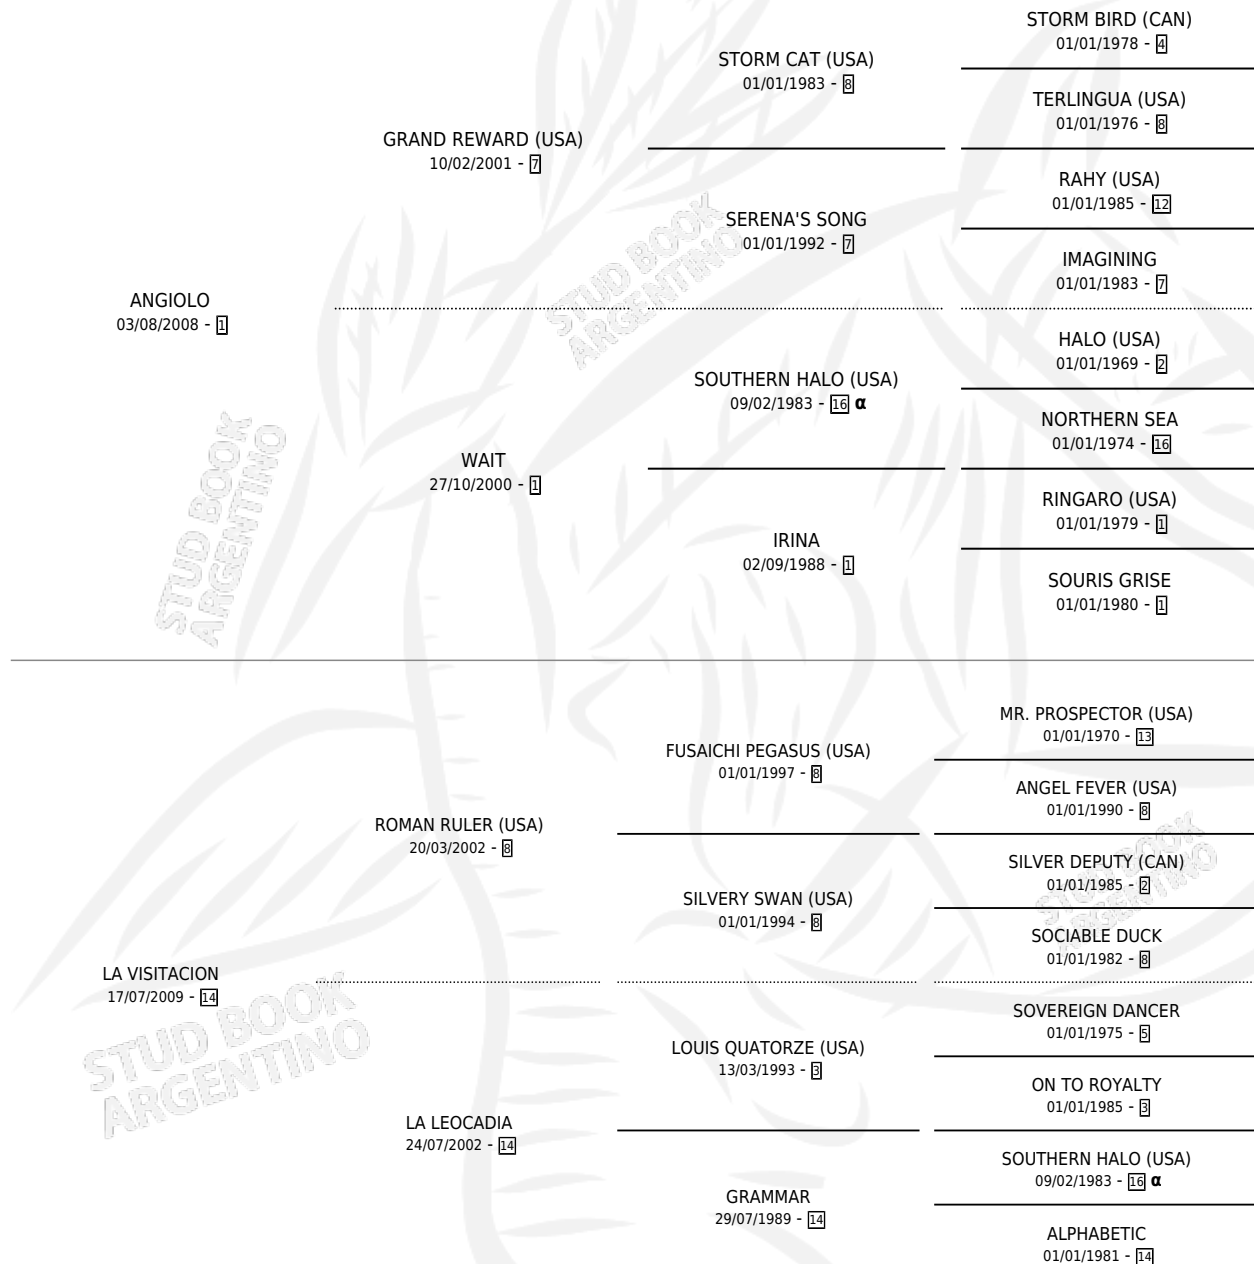 STORM BIRD (CAN)
01/01/1978 - 4
STORM CAT (USA)
01/01/1983 - 8
TERLINGUA (USA)
01/01/1976 - 8
GRAND REWARD (USA)
10/02/2001 - 7
RAHY (USA)
01/01/1985 - 12
SERENA'S SONG
01/01/1992 - 7
IMAGINING
01/01/1983 - 7
STUD BOOK
ARGENTINO
ANGIOLO
03/08/2008 - 1
HALO (USA)
01/01/1969 - 2
SOUTHERN HALO (USA)
09/02/1983 - 16 α
NORTHERN SEA
01/01/1974 - 16
WAIT
27/10/2000 - 1
RINGARO (USA)
01/01/1979 - 1
IRINA
02/09/1988 - 1
SOURIS GRISE
01/01/1980 - 1
STUD BOOK
ARGENTINO
MR. PROSPECTOR (USA)
01/01/1970 - 13
FUSAICHI PEGASUS (USA)
01/01/1997 - 8
ANGEL FEVER (USA)
01/01/1990 - 8
ROMAN RULER (USA)
20/03/2002 - 8
SILVER DEPUTY (CAN)
01/01/1985 - 2
SILVERY SWAN (USA)
01/01/1994 - 8
SOCIABLE DUCK
01/01/1982 - 8
STUD BOOK
ARGENTINO
LA VISITACION
17/07/2009 - 14
SOVEREIGN DANCER
01/01/1975 - 5
LOUIS QUATORZE (USA)
13/03/1993 - 3
ON TO ROYALTY
01/01/1985 - 3
STUD BOOK
ARGENTINO
LA LEOCADIA
24/07/2002 - 14
SOUTHERN HALO (USA)
09/02/1983 - 16 α
GRAMMAR
29/07/1989 - 14
ALPHABETIC
01/01/1981 - 14